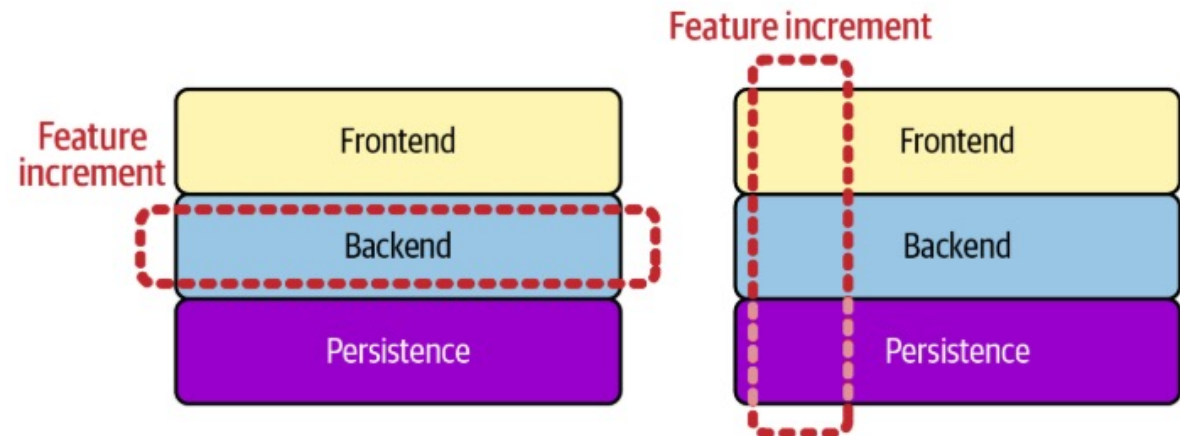 Feature increment
Feature
increment
Frontend
Backend
Persistence
Frontend
Backend
Persistence